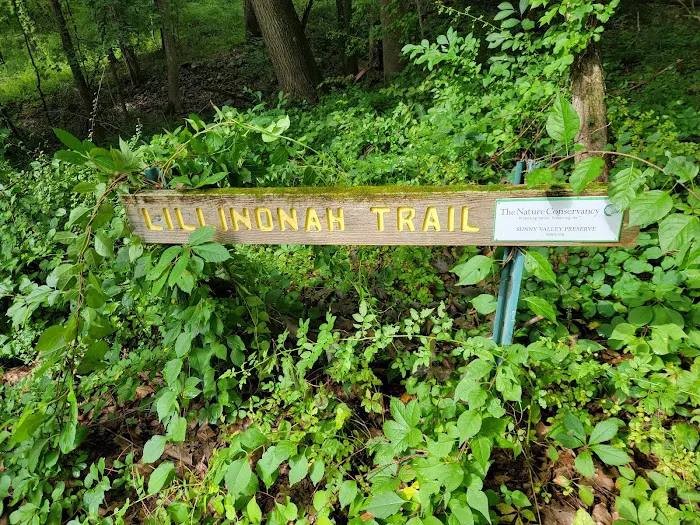 LILLINONAH TRAIL
The Nature Conservancy
SUNNY VALLEY PRESERVE